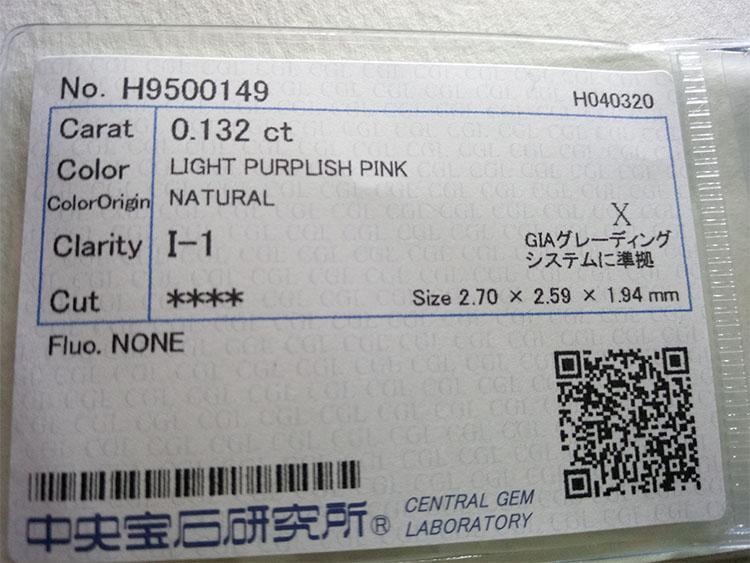 No. H9500149
H040320
Carat 0.132 ct
Color LIGHT PURPLISH PINK
ColorOrigin NATURAL
X
Clarity I-1
GIAグレーディング
システムに準拠
Cut ****
Size 2.70 × 2.59 × 1.94 mm
Fluo. NONE
中央宝石研究所®
CENTRAL GEM
LABORATORY